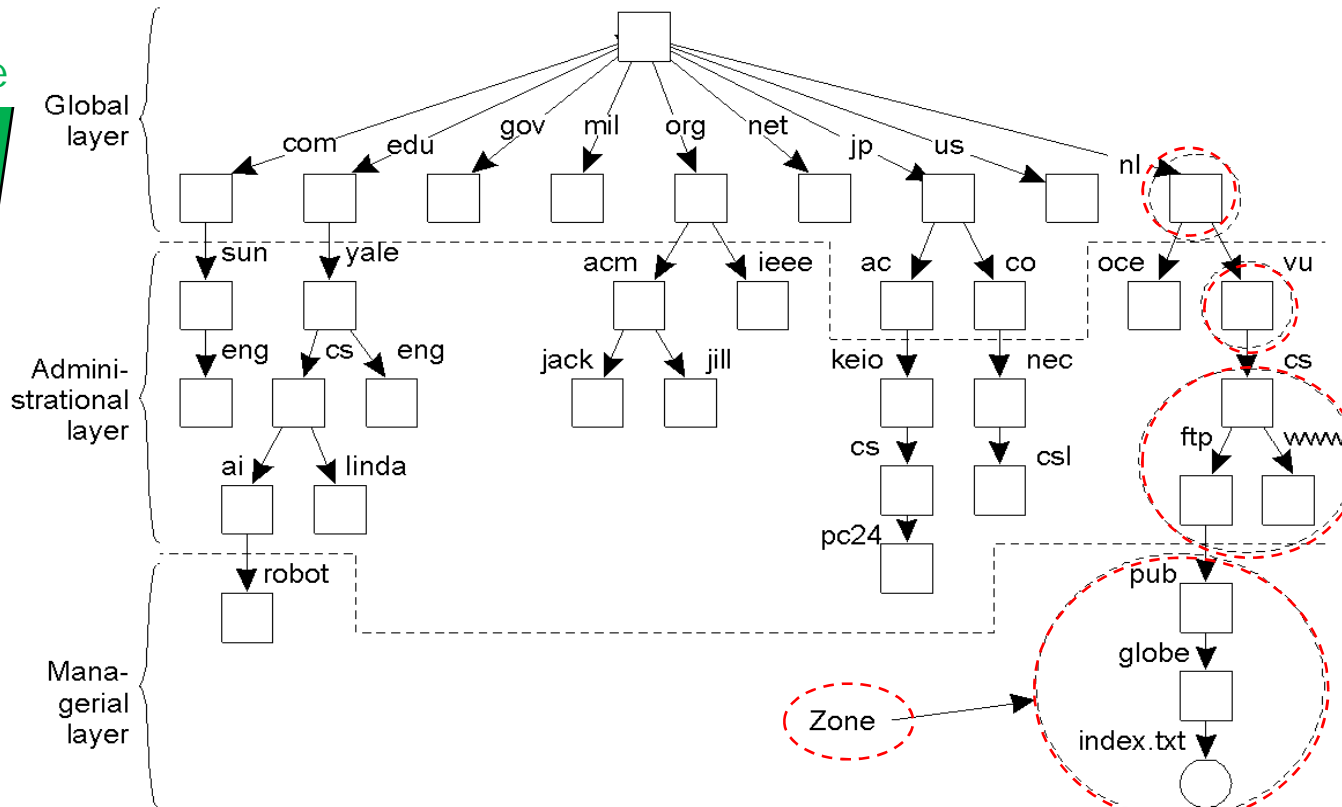 e
Global
layer
com
edu
gov
mil
org
net
jp
us
nl
sun
yale
acm
ieee
ac
co
oce
vu
Admini-
strational
layer
eng
cs
eng
jack
jill
keio
nec
cs
ai
linda
cs
csl
ftp
www
pc24
robot
pub
Mana-
gerial
layer
globe
Zone
index.txt